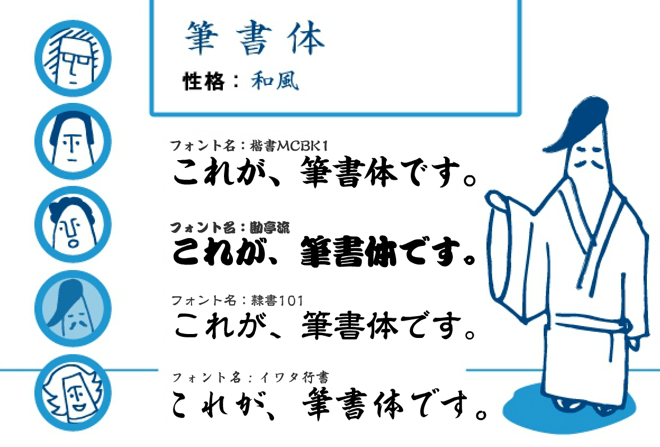 筆書体
性格：和風
フォント名：楷書MCBK1
これが、筆書体です。
フォント名：勘亭流
これが、筆書体です。
フォント名：隸書101
これが、筆書体です。
フォント名：イワタ行書
これが、筆書体です。